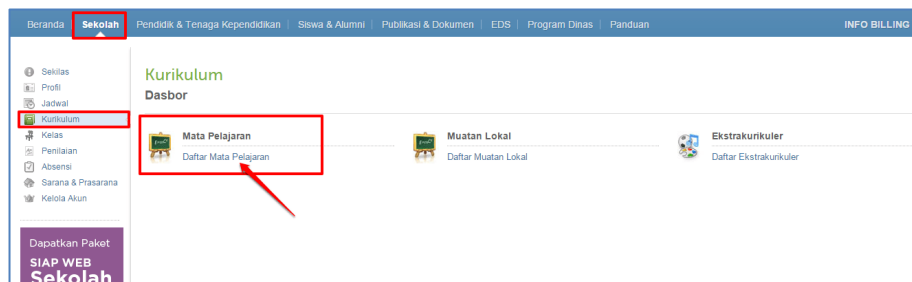 Beranda Sekolah Pendidik & Tenaga Kependidikan Siswa & Alumni Publikasi & Dokumen EDS Program Dinas Panduan INFO BILLING
Sekilas
Profil
Jadwal
Kurikulum
Kelas
Penilaian
Absensi
Sarana & Prasarana
Kelola Akun
Dapatkan Paket
SIAP WEB
Sekolah
Kurikulum
Dasbor
Mata Pelajaran
Daftar Mata Pelajaran
Muatan Lokal
Daftar Muatan Lokal
Ekstrakurikuler
Daftar Ekstrakurikuler